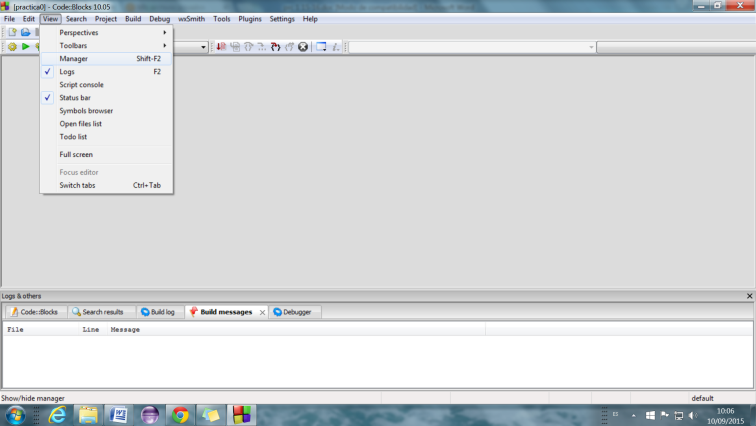 [practica0] - Code::Blocks 10.05
File Edit View Search Project Build Debug wxSmith Tools Plugins Settings Help
Perspectives
Toolbars
Manager Shift-F2
Logs F2
Script console
Status bar
Symbols browser
Open files list
Todo list
Full screen
Focus editor
Switch tabs Ctrl+Tab
Logs & others
Code::Blocks Search results Build log Build messages Debugger
File Line Message
Show/hide manager default
10:06
10/09/2015